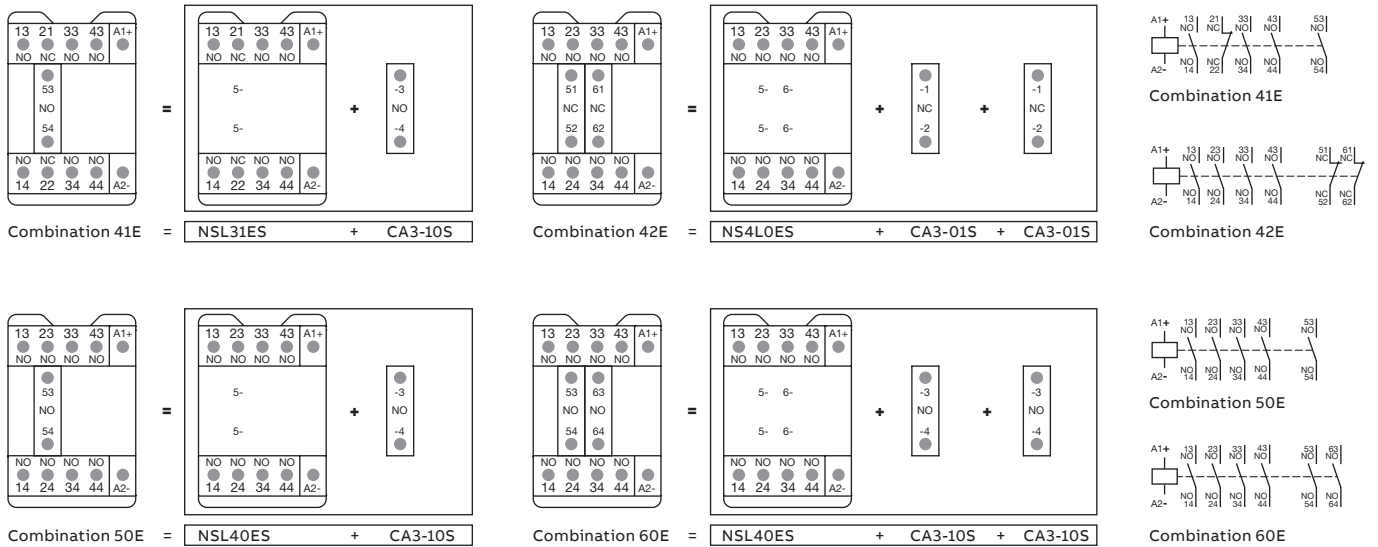 13 21 33 43 A1+
NO NC NO NO
53
NO
54
NO NC NO NO
14 22 34 44 A2-
=
13 21 33 43 A1+
NO NC NO NO
5-
5-
NO NC NO NO
14 22 34 44 A2-
+
-3
NO
-4
Combination 41E = NSL31ES + CA3-10S
13 23 33 43 A1+
NO NO NO NO
51 61
NC NC
52 62
NO NO NO NO
14 24 34 44 A2-
=
13 23 33 43 A1+
NO NO NO NO
5- 6-
5- 6-
NO NO NO NO
14 24 34 44 A2-
+
-1
NC
-2
+
-1
NC
-2
Combination 42E = NS4L0ES + CA3-01S + CA3-01S
A1+ 13 21 33 43 53
NO NC NO NO NO
NO NC NO NO NO
A2- 14 22 34 44 54
Combination 41E
A1+ 13 23 33 43 51 61
NO NO NO NO NC NC
NO NO NO NO NC NC
A2- 14 24 34 44 52 62
Combination 42E
13 23 33 43 A1+
NO NO NO NO
53
NO
54
NO NO NO NO
14 24 34 44 A2-
=
13 23 33 43 A1+
NO NO NO NO
5-
5-
NO NO NO NO
14 24 34 44 A2-
+
-3
NO
-4
Combination 50E = NSL40ES + CA3-10S
13 23 33 43 A1+
NO NO NO NO
53 63
NO NO
54 64
NO NO NO NO
14 24 34 44 A2-
=
13 23 33 43 A1+
NO NO NO NO
5- 6-
5- 6-
NO NO NO NO
14 24 34 44 A2-
+
-3
NO
-4
+
-3
NO
-4
Combination 60E = NSL40ES + CA3-10S + CA3-10S
A1+ 13 23 33 43 53
NO NO NO NO NO
NO NO NO NO NO
A2- 14 24 34 44 54
Combination 50E
A1+ 13 23 33 43 53 63
NO NO NO NO NO NO
NO NO NO NO NO NO
A2- 14 24 34 44 54 64
Combination 60E